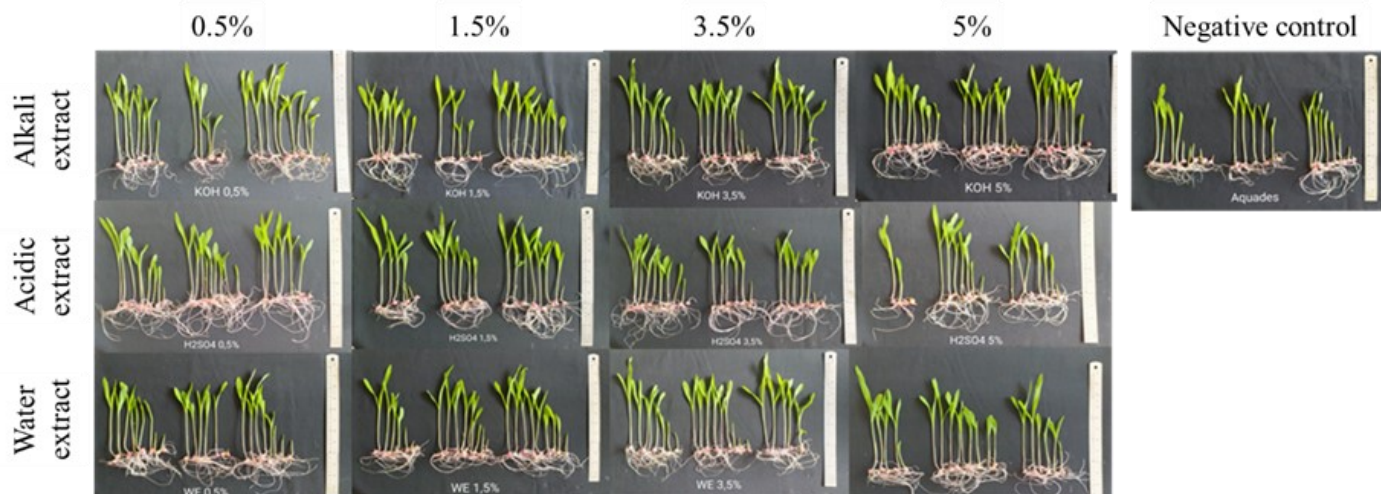 0.5%
1.5%
3.5%
5%
Negative control
Alkali
extract
KOH 0,5%
KOH 1,5%
KOH 3,5%
KOH 5%
Aquades
Acidic
extract
H2SO4 0,5%
H2SO4 1,5%
H2SO4 3,5%
H2SO4 5%
Water
extract
WE 0,5%
WE 1,5%
WE 3,5%